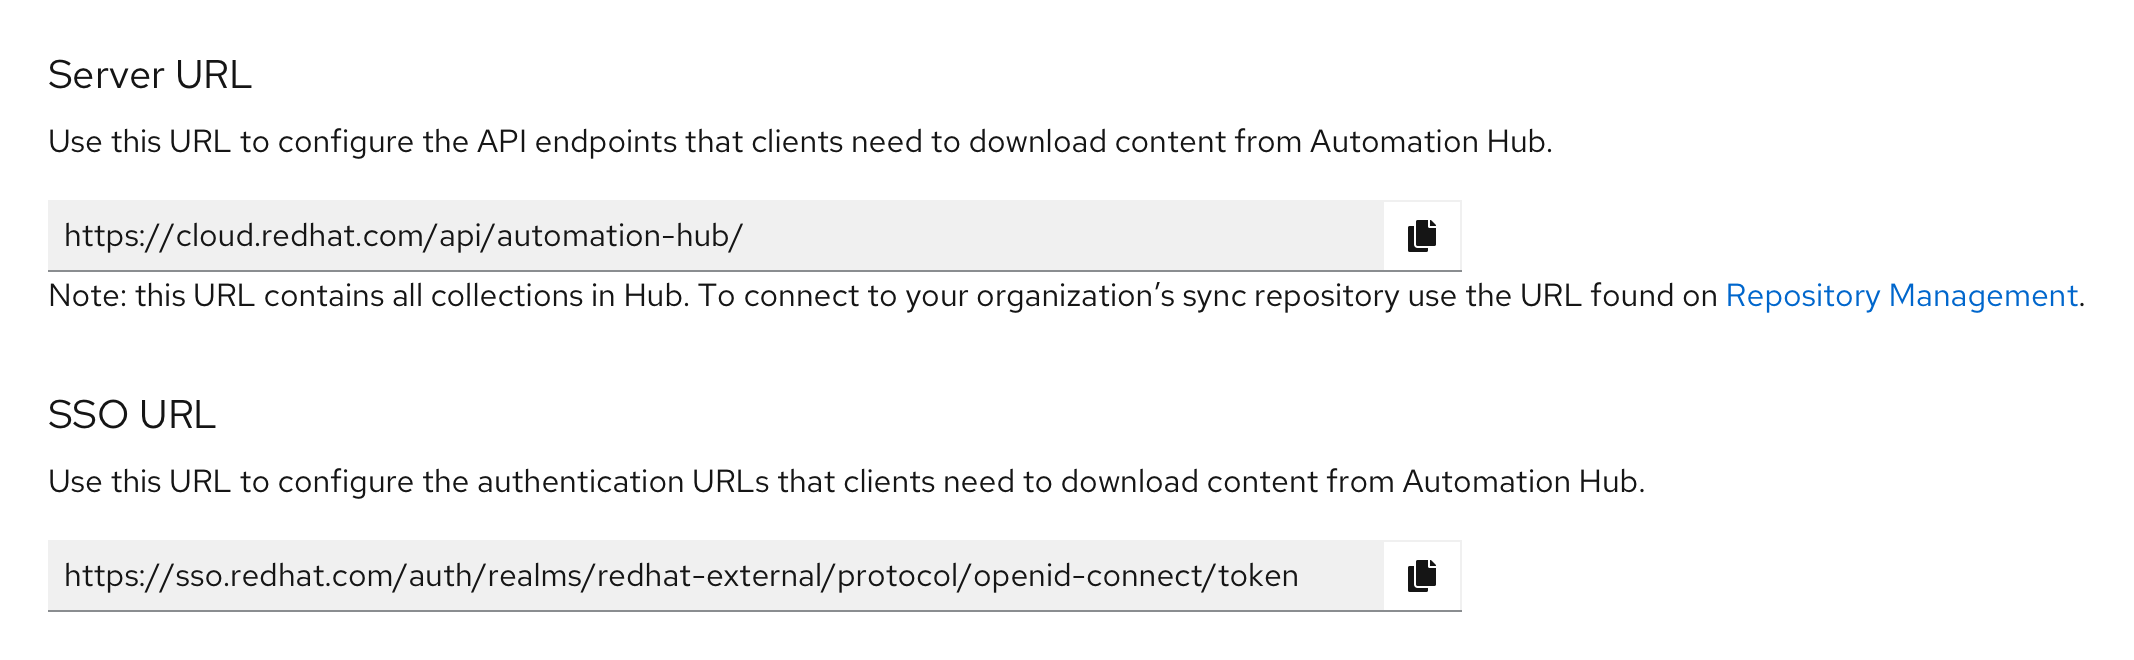 Server URL
Use this URL to configure the API endpoints that clients need to download content from Automation Hub.
https://cloud.redhat.com/api/automation-hub/
Note: this URL contains all collections in Hub. To connect to your organization’s sync repository use the URL found on Repository Management.
SSO URL
Use this URL to configure the authentication URLs that clients need to download content from Automation Hub.
https://sso.redhat.com/auth/realms/redhat-external/protocol/openid-connect/token